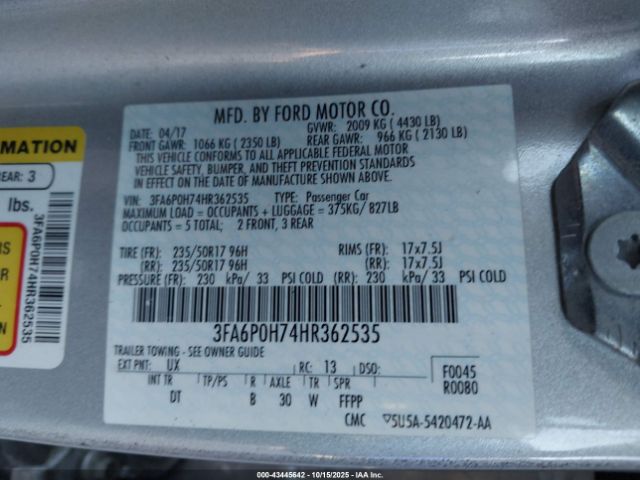 MFD. BY FORD MOTOR CO.
DATE: 04/17 GVWR: 2009 KG ( 4430 LB)
FRONT GAWR: 1066 KG ( 2350 LB) REAR GAWR: 966 KG ( 2130 LB)
THIS VEHICLE CONFORMS TO ALL APPLICABLE FEDERAL MOTOR
VEHICLE SAFETY, BUMPER, AND THEFT PREVENTION STANDARDS
IN EFFECT ON THE DATE OF MANUFACTURE SHOWN ABOVE.
VIN: 3FA6P0H74HR362535 TYPE: Passenger Car
MAXIMUM LOAD = OCCUPANTS + LUGGAGE = 375KG/ 827LB
OCCUPANTS = 5 TOTAL; 2 FRONT, 3 REAR
TIRE (FR): 235/50R17 96H RIMS (FR): 17x7.5J
(RR): 235/50R17 96H (RR): 17x7.5J
PRESSURE (FR): 230 kPa/ 33 PSI COLD (RR): 230 kPa/ 33 PSI COLD
3FA6P0H74HR362535
TRAILER TOWING - SEE OWNER GUIDE
EXT PNT: UX RC: 13 DSO: F0045
R0080
INT TR TP/PS R AXLE TR SPR
DT B 30 W FFPP
CMC ▽5U5A-5420472-AA
RMATION
REAR: 3
lbs.
3FA6P0H74HR362535
RS
R
000-43445642 - 10/15/2025 - © IAA, Inc.